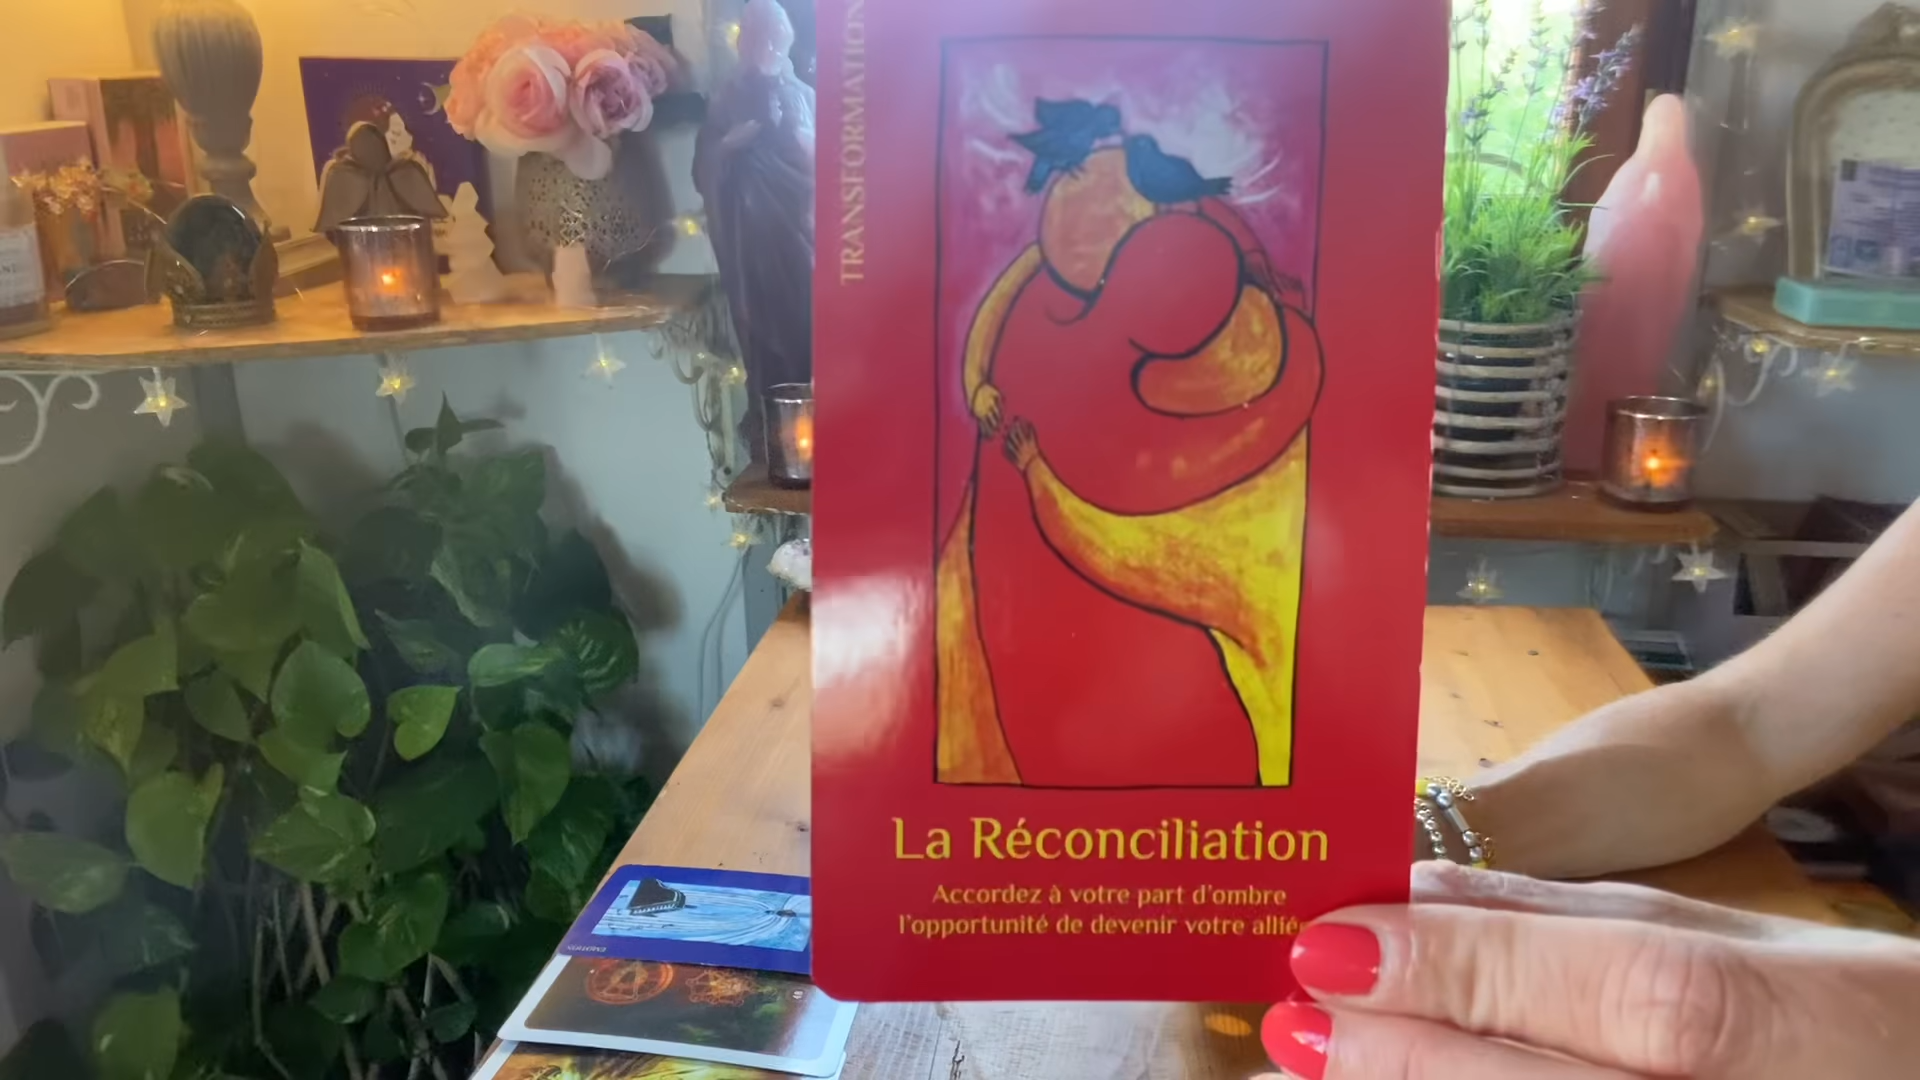 TRANSFORMATION
La Réconciliation
Accordez à votre part d'ombre
l'opportunité de devenir votre alliée